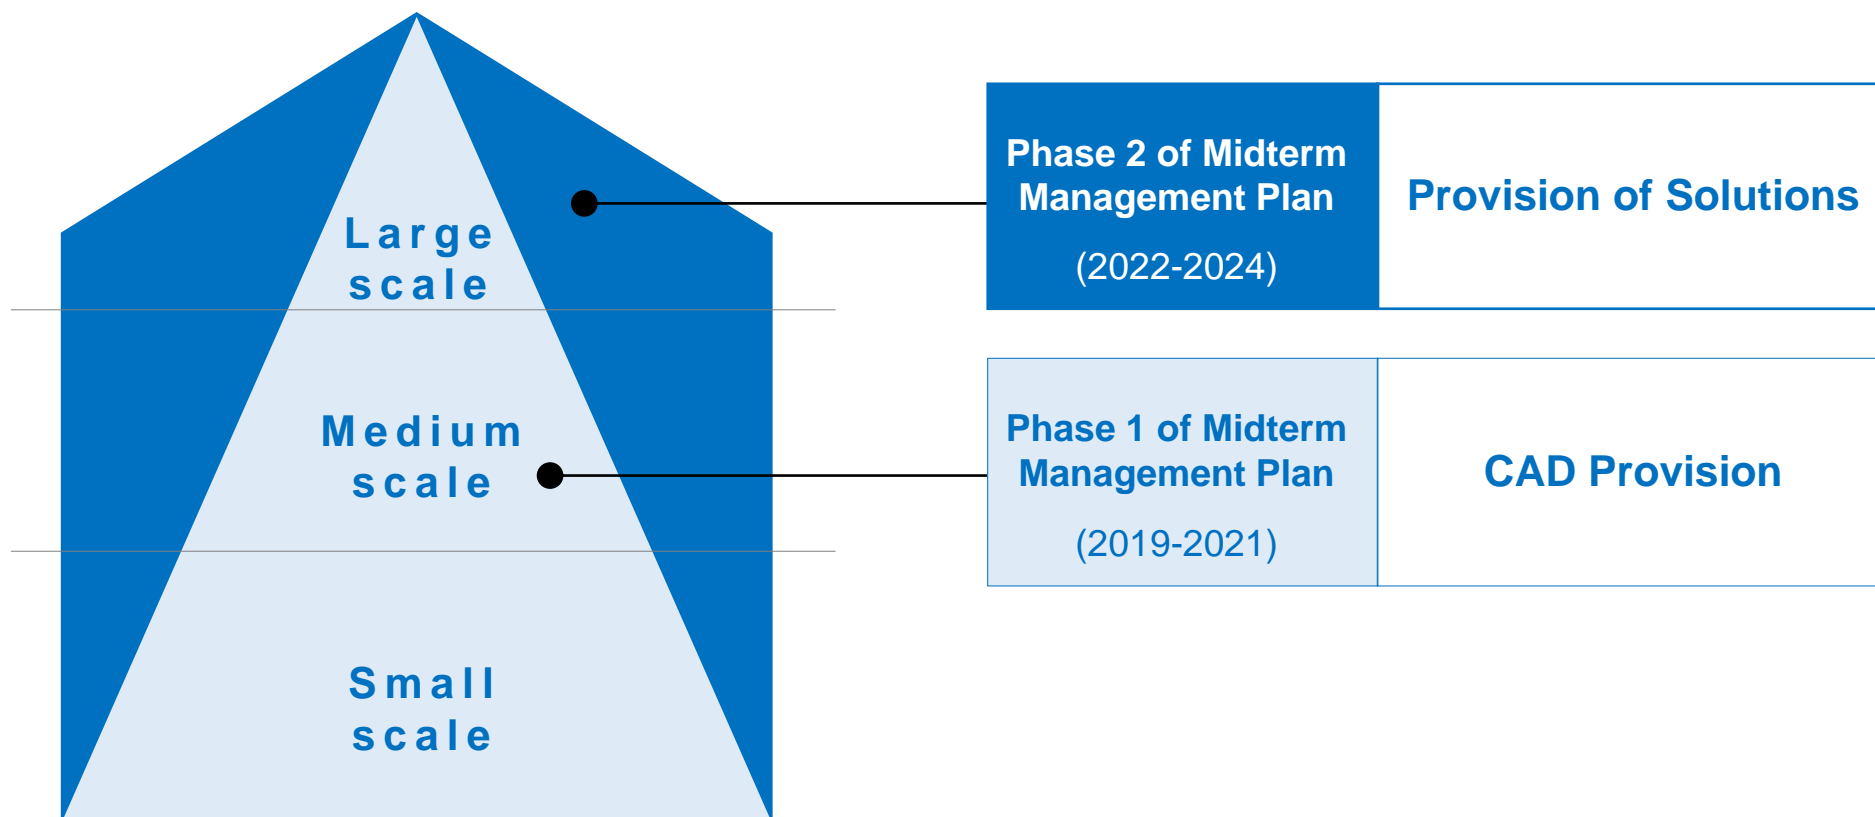 Large
scale
Medium
scale
Small
scale
Phase 2 of Midterm
Management Plan
(2022-2024)
Provision of Solutions
Phase 1 of Midterm
Management Plan
(2019-2021)
CAD Provision